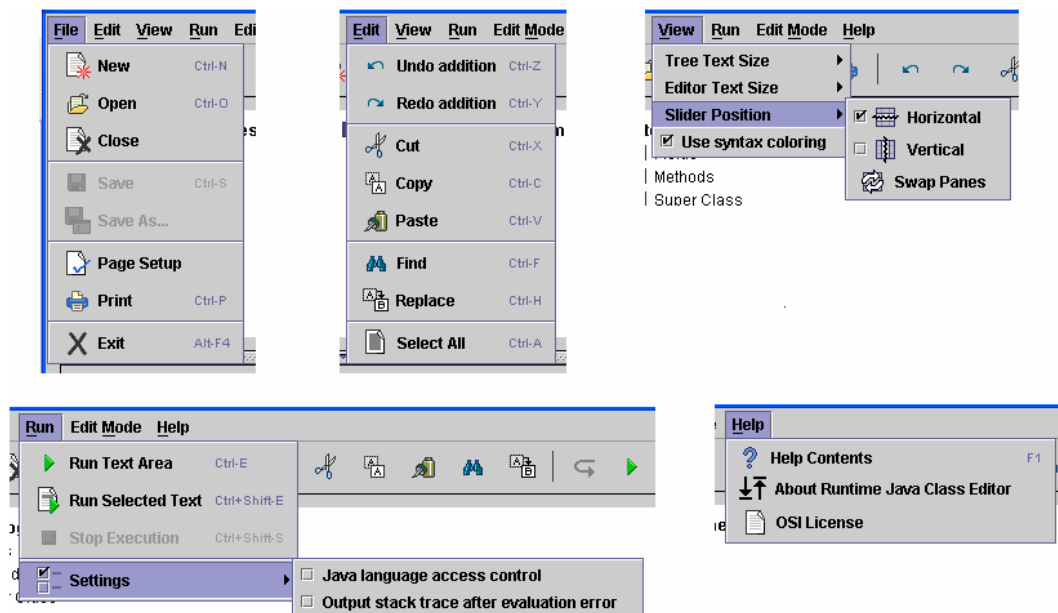 File Edit View Run Edi
New Ctrl-N
Open Ctrl-O
Close
Save Ctrl-S
Save As...
Page Setup
Print Ctrl-P
Exit Alt-F4
es
Edit View Run Edit Mode
Undo addition Ctrl-Z
Redo addition Ctrl-Y
Cut Ctrl-X
Copy Ctrl-C
Paste Ctrl-V
Find Ctrl-F
Replace Ctrl-H
Select All Ctrl-A
View Run Edit Mode Help
Tree Text Size
Editor Text Size
Slider Position
Use syntax coloring
Horizontal
Vertical
Swap Panes
Methods
Super Class
Run Edit Mode Help
Run Text Area Ctrl-E
Run Selected Text Ctrl+Shift-E
Stop Execution Ctrl+Shift-S
Settings
Java language access control
Output stack trace after evaluation error
Help
Help Contents F1
About Runtime Java Class Editor
OSI License